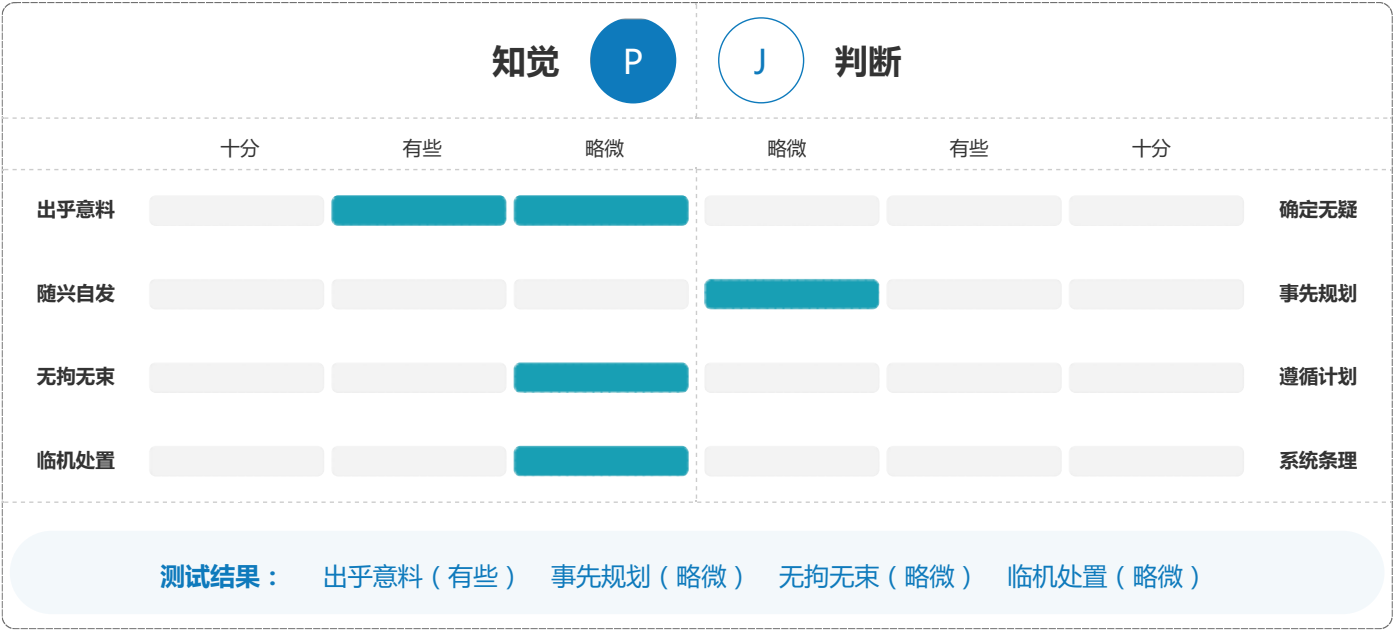 知觉 P J 判断
十分 有些 略微 略微 有些 十分
出乎意料 确定无疑
随兴自发 事先规划
无拘无束 遵循计划
临机处置 系统条理
测试结果： 出乎意料（有些） 事先规划（略微） 无拘无束（略微） 临机处置（略微）